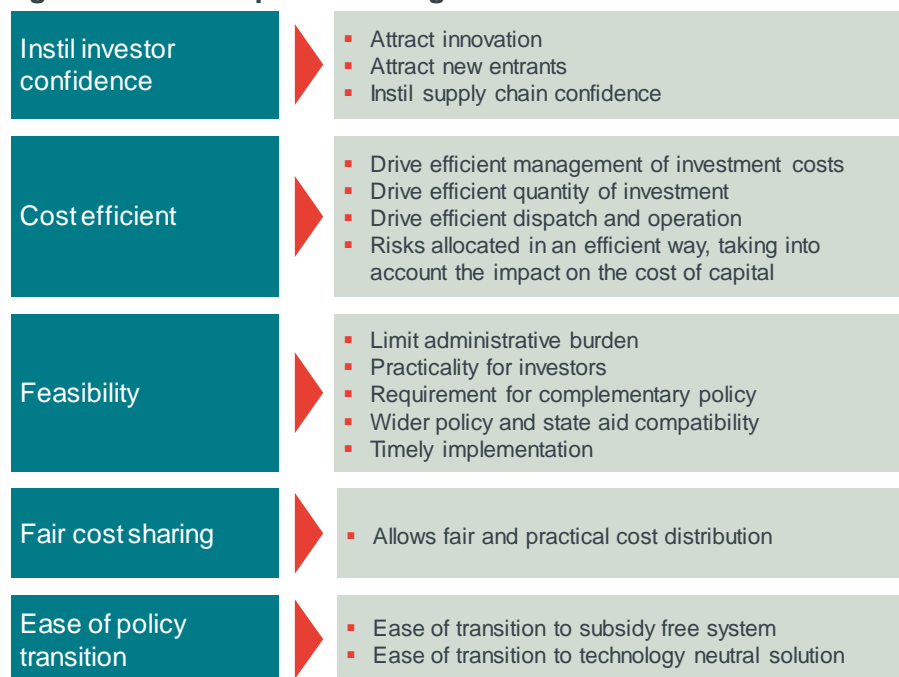 Instil investor
confidence
▪ Attract innovation
▪ Attract new entrants
▪ Instil supply chain confidence
Cost efficient
▪ Drive efficient management of investment costs
▪ Drive efficient quantity of investment
▪ Drive efficient dispatch and operation
▪ Risks allocated in an efficient way, taking into
account the impact on the cost of capital
Feasibility
▪ Limit administrative burden
▪ Practicality for investors
▪ Requirement for complementary policy
▪ Wider policy and state aid compatibility
▪ Timely implementation
Fair cost sharing
▪ Allows fair and practical cost distribution
Ease of policy
transition
▪ Ease of transition to subsidy free system
▪ Ease of transition to technology neutral solution